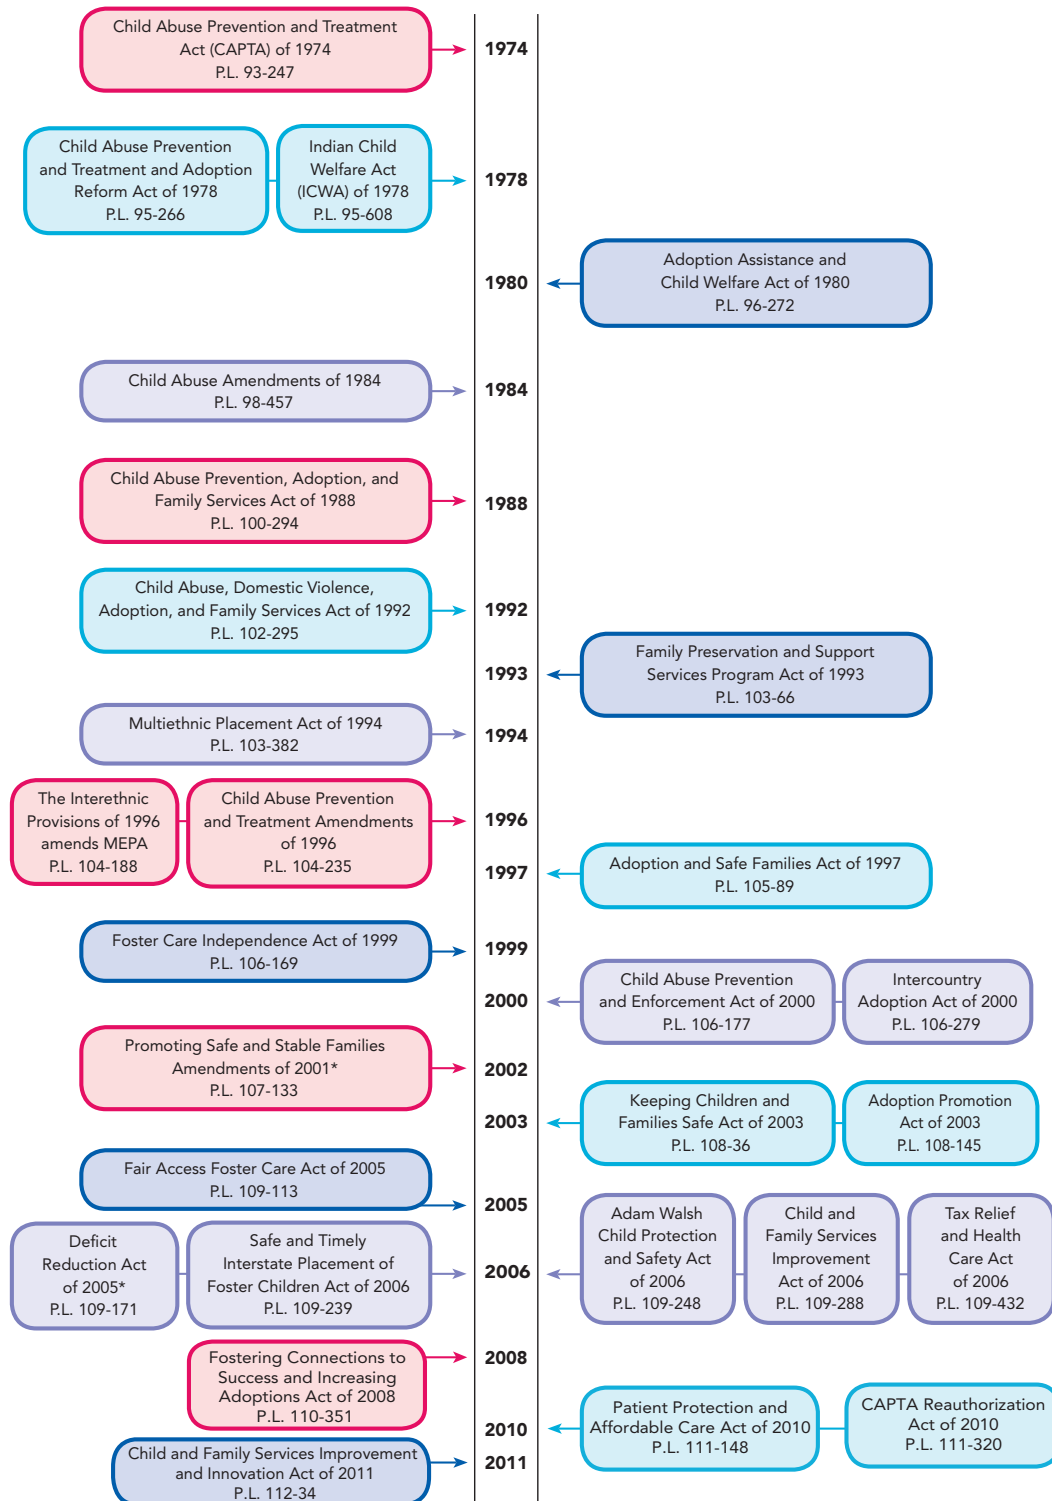 Child Abuse Prevention and Treatment
Act (CAPTA) of 1974
P.L. 93-247
1974
Child Abuse Prevention
and Treatment and Adoption
Reform Act of 1978
P.L. 95-266
Indian Child
Welfare Act
(ICWA) of 1978
P.L. 95-608
1978
1980
Adoption Assistance and
Child Welfare Act of 1980
P.L. 96-272
Child Abuse Amendments of 1984
P.L. 98-457
1984
Child Abuse Prevention, Adoption, and
Family Services Act of 1988
P.L. 100-294
1988
Child Abuse, Domestic Violence,
Adoption, and Family Services Act of 1992
P.L. 102-295
1992
1993
Family Preservation and Support
Services Program Act of 1993
P.L. 103-66
Multiethnic Placement Act of 1994
P.L. 103-382
1994
The Interethnic
Provisions of 1996
amends MEPA
P.L. 104-188
Child Abuse Prevention
and Treatment Amendments
of 1996
P.L. 104-235
1996
1997
Adoption and Safe Families Act of 1997
P.L. 105-89
Foster Care Independence Act of 1999
P.L. 106-169
1999
2000
Child Abuse Prevention
and Enforcement Act of 2000
P.L. 106-177
Intercountry
Adoption Act of 2000
P.L. 106-279
Promoting Safe and Stable Families
Amendments of 2001*
P.L. 107-133
2002
2003
Keeping Children and
Families Safe Act of 2003
P.L. 108-36
Adoption Promotion
Act of 2003
P.L. 108-145
Fair Access Foster Care Act of 2005
P.L. 109-113
2005
Deficit
Reduction Act
of 2005*
P.L. 109-171
Safe and Timely
Interstate Placement of
Foster Children Act of 2006
P.L. 109-239
2006
Adam Walsh
Child Protection
and Safety Act
of 2006
P.L. 109-248
Child and
Family Services
Improvement
Act of 2006
P.L. 109-288
Tax Relief
and Health
Care Act
of 2006
P.L. 109-432
Fostering Connections to
Success and Increasing
Adoptions Act of 2008
P.L. 110-351
2008
2010
Patient Protection and
Affordable Care Act of 2010
P.L. 111-148
CAPTA Reauthorization
Act of 2010
P.L. 111-320
Child and Family Services Improvement
and Innovation Act of 2011
P.L. 112-34
2011